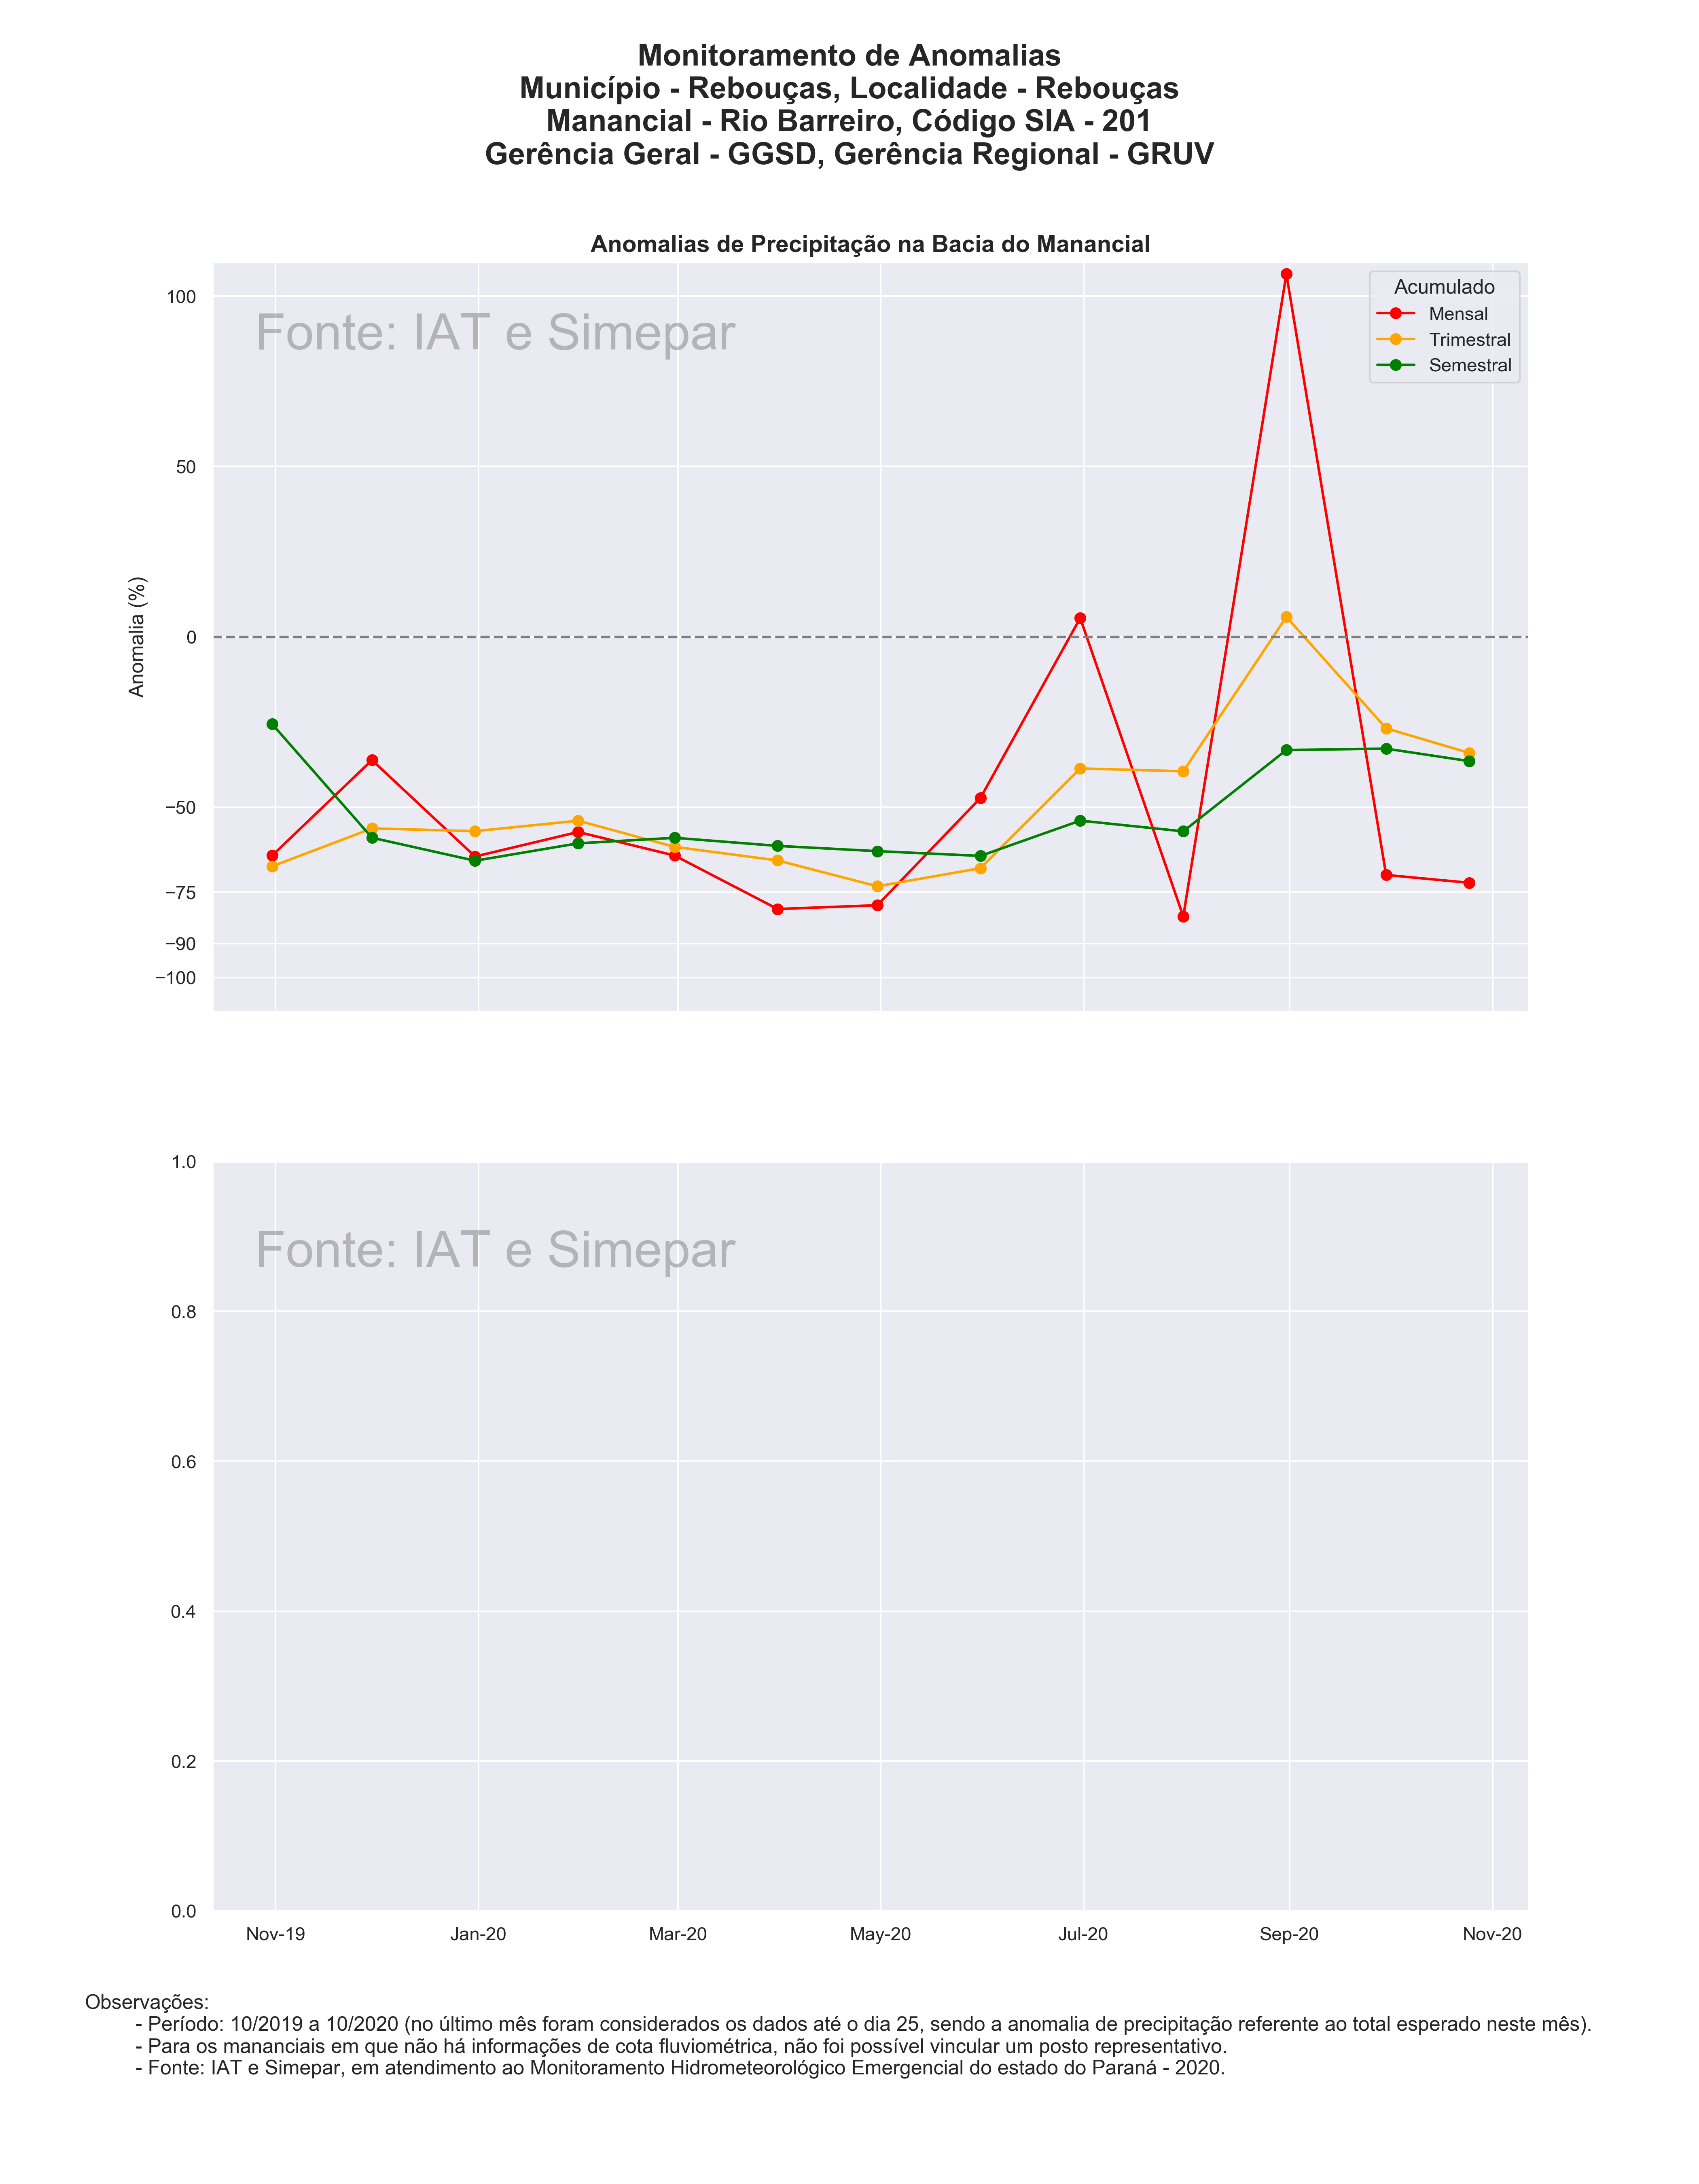 Monitoramento de Anomalias
Município - Rebouças, Localidade - Rebouças
Manancial - Rio Barreiro, Código SIA - 201
Gerência Geral - GGSD, Gerência Regional - GRUV
Anomalias de Precipitação na Bacia do Manancial
Fonte: IAT e Simepar
Acumulado
Mensal
Trimestral
Semestral
Anomalia (%)
100
50
0
−50
−75
−90
−100
Fonte: IAT e Simepar
1.0
0.8
0.6
0.4
0.2
0.0
Nov-19 Jan-20 Mar-20 May-20 Jul-20 Sep-20 Nov-20
Observações:
- Período: 10/2019 a 10/2020 (no último mês foram considerados os dados até o dia 25, sendo a anomalia de precipitação referente ao total esperado neste mês).
- Para os mananciais em que não há informações de cota fluviométrica, não foi possível vincular um posto representativo.
- Fonte: IAT e Simepar, em atendimento ao Monitoramento Hidrometeorológico Emergencial do estado do Paraná - 2020.